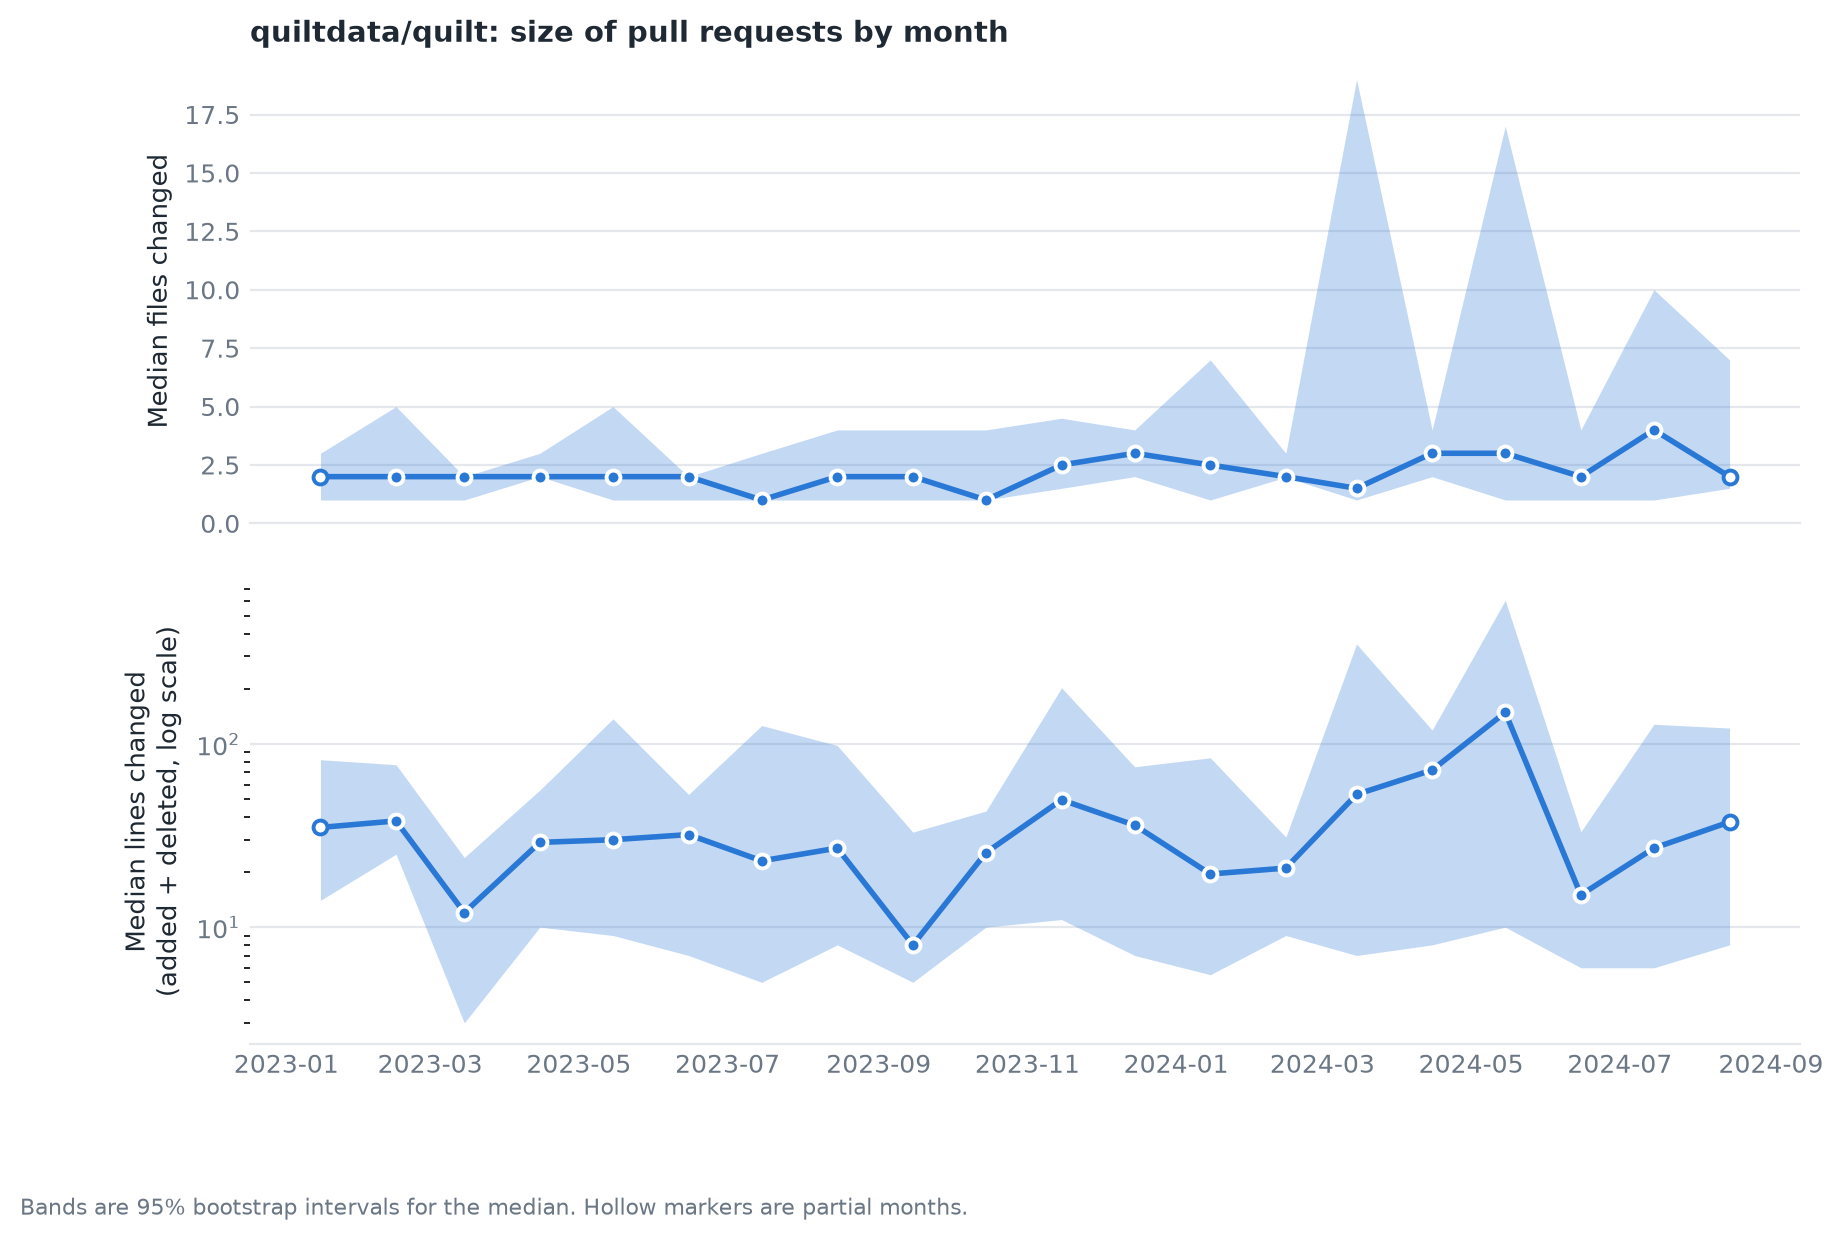 quiltdata/quilt: size of pull requests by month
Median files changed
17.5
15.0
12.5
10.0
7.5
5.0
2.5
0.0
Median lines changed
(added + deleted, log scale)
10²
10¹
2023-01 2023-03 2023-05 2023-07 2023-09 2023-11 2024-01 2024-03 2024-05 2024-07 2024-09
Bands are 95% bootstrap intervals for the median. Hollow markers are partial months.